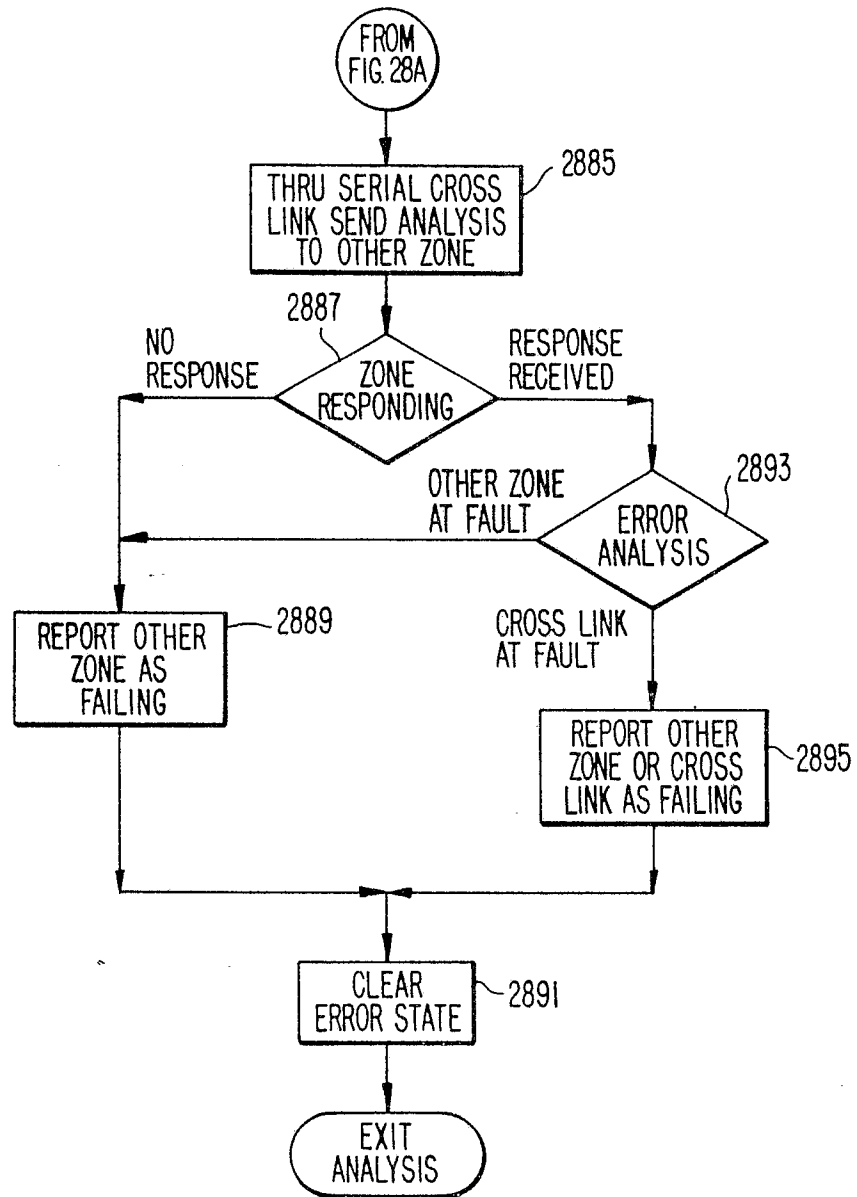 FROM
FIG. 28A
2885
THRU SERIAL CROSS
LINK SEND ANALYSIS
TO OTHER ZONE
2887
NO
RESPONSE
ZONE
RESPONDING
RESPONSE
RECEIVED
2893
OTHER ZONE
AT FAULT
ERROR
ANALYSIS
2889
REPORT OTHER
ZONE AS
FAILING
CROSS LINK
AT FAULT
REPORT OTHER
ZONE OR CROSS
LINK AS FAILING
2895
CLEAR
ERROR STATE
2891
EXIT
ANALYSIS